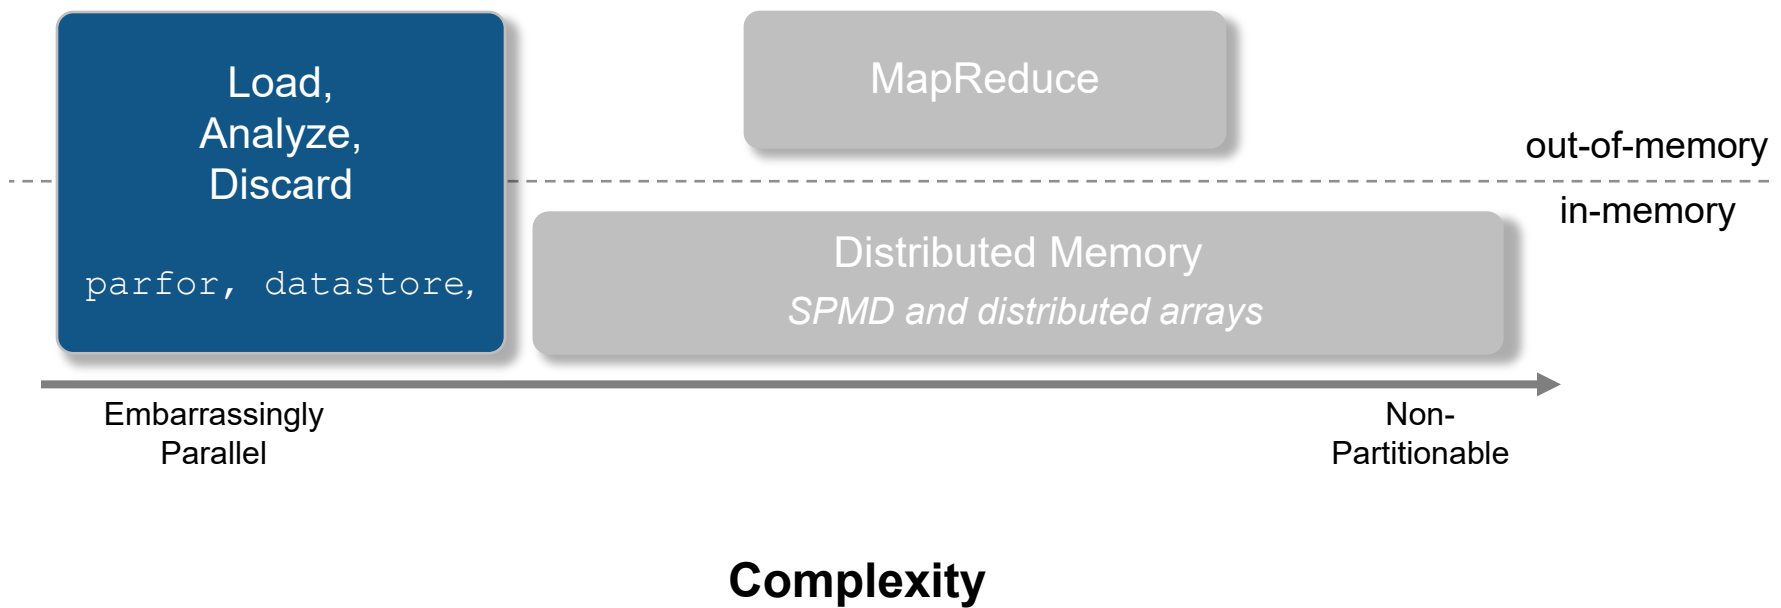 Load,
Analyze,
Discard
parfor, datastore,
MapReduce
out-of-memory
in-memory
Distributed Memory
SPMD and distributed arrays
Embarrassingly
Parallel
Non-
Partitionable
Complexity